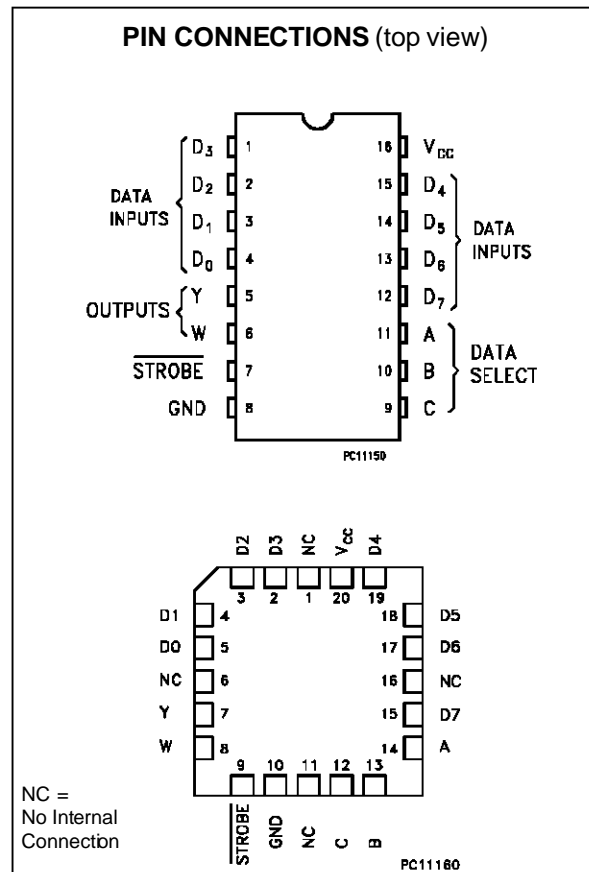 PIN CONNECTIONS (top view)
D3 1 16 VCC
D2 2 15 D4
D1 3 14 D5
D0 4 13 D6
Y 5 12 D7
W 6 11 A
STROBE 7 10 B
GND 8 9 C
DATA
INPUTS
OUTPUTS
DATA
INPUTS
DATA
SELECT
PC11150
D2 D3 NC VCC D4
3 2 1 20 19
D1 4 18 D5
D0 5 17 D6
NC 6 16 NC
Y 7 15 D7
W 8 14 A
9 10 11 12 13
STROBE GND NC C B
NC =
No Internal
Connection
PC11160